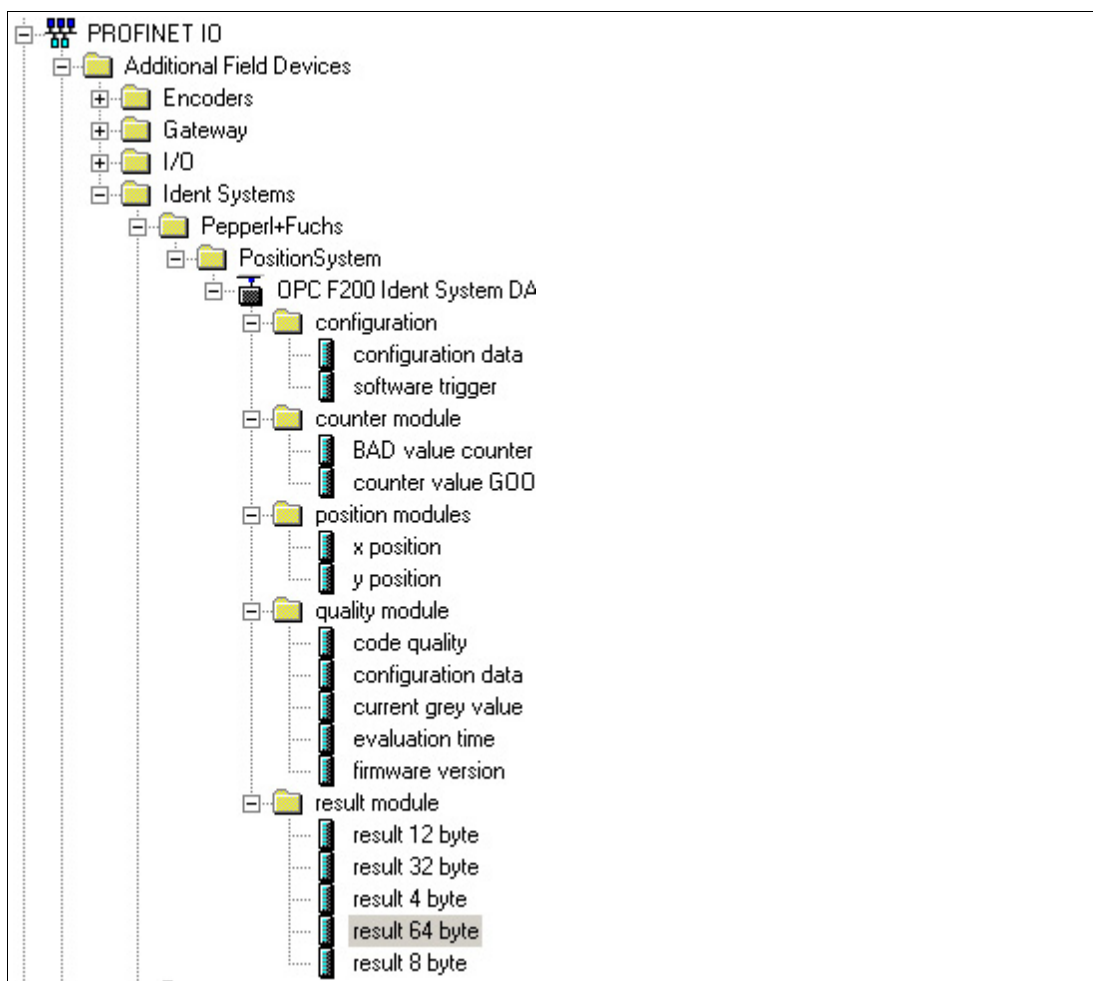 PROFINET IO
Additional Field Devices
Encoders
Gateway
I/O
Ident Systems
Pepperl+Fuchs
PositionSystem
OPC F200 Ident System DA
configuration
configuration data
software trigger
counter module
BAD value counter
counter value GOO
position modules
x position
y position
quality module
code quality
configuration data
current grey value
evaluation time
firmware version
result module
result 12 byte
result 32 byte
result 4 byte
result 64 byte
result 8 byte